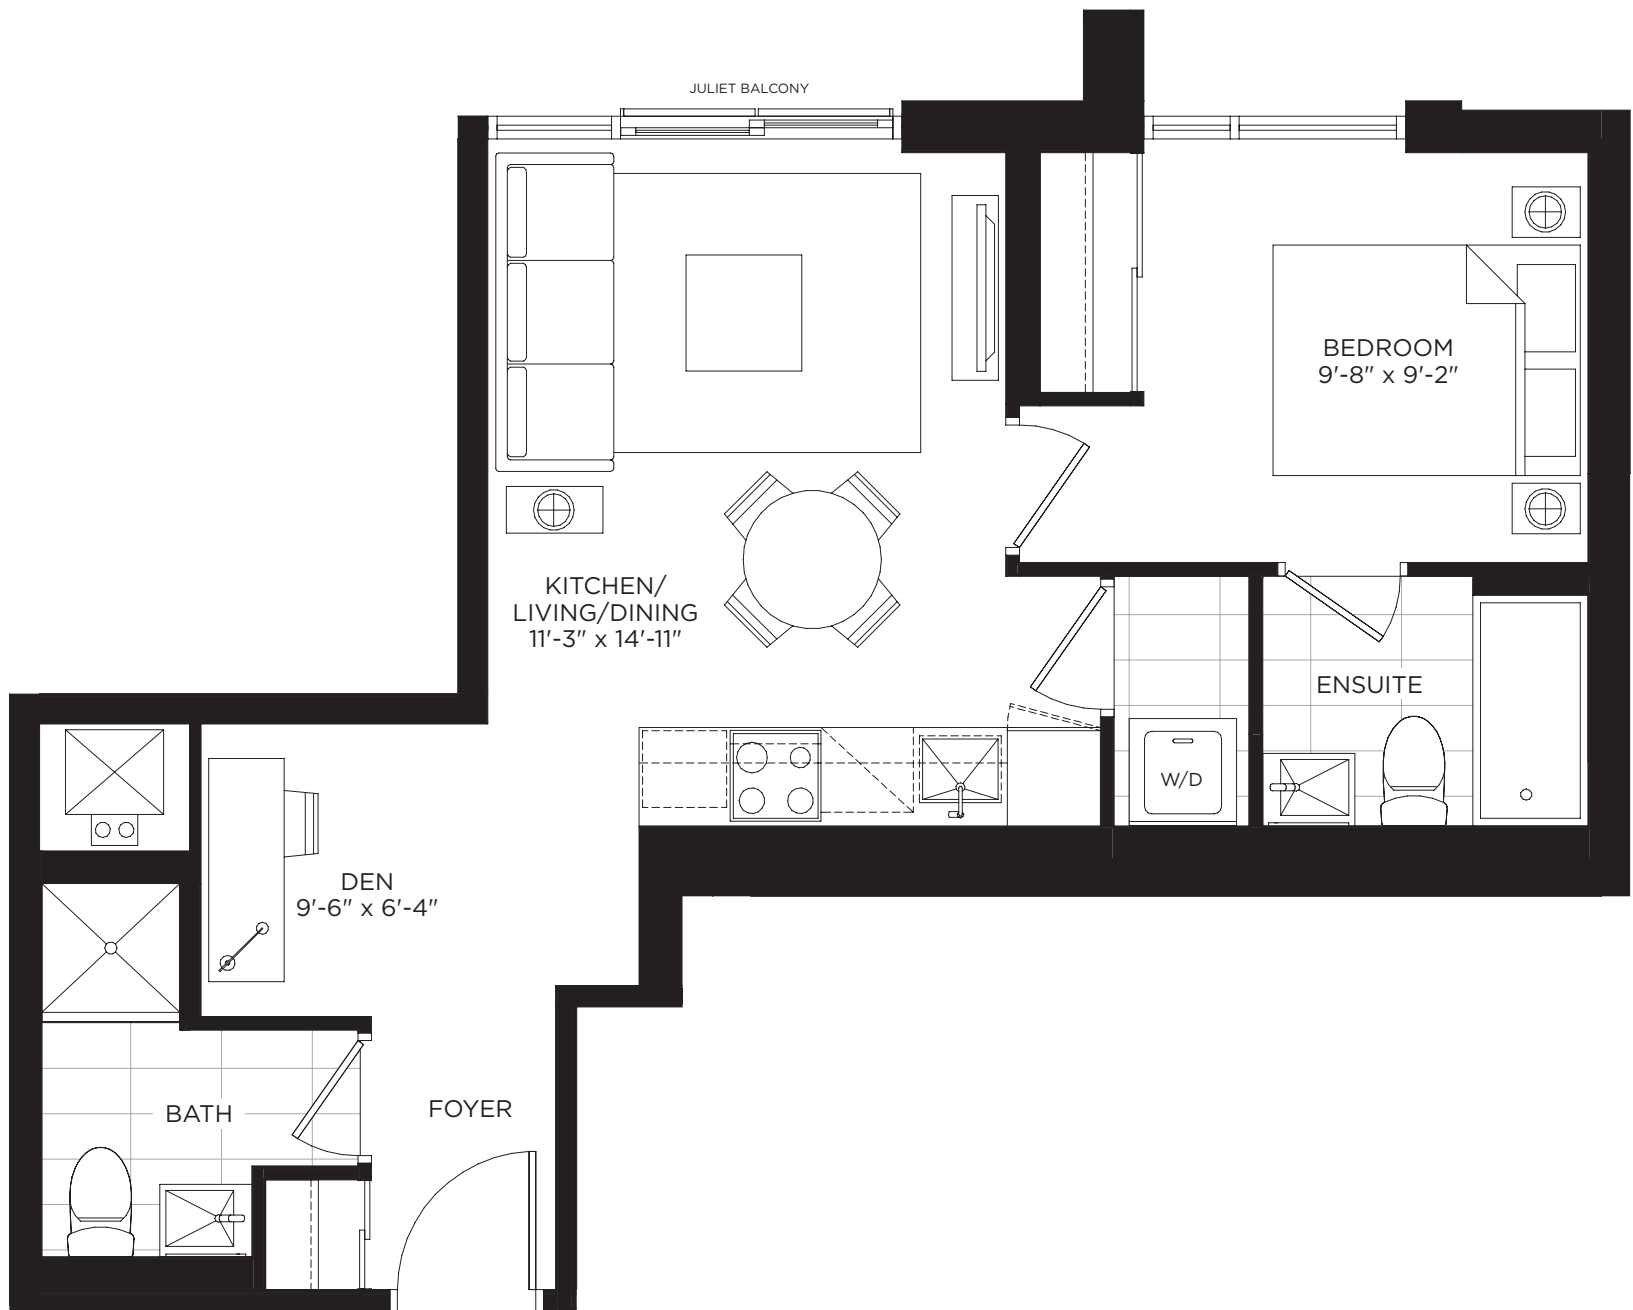 JULIET BALCONY
BEDROOM
9'-8" x 9'-2"
KITCHEN/
LIVING/DINING
11'-3" x 14'-11"
ENSUITE
W/D
DEN
9'-6" x 6'-4"
BATH
FOYER